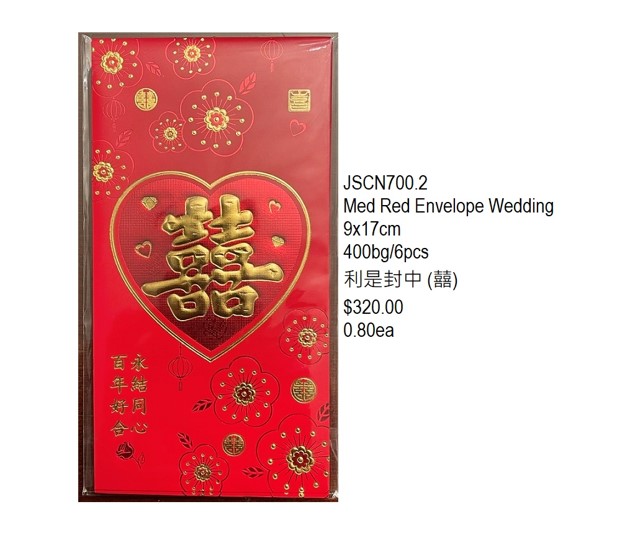 囍
永結同心
百年好合
JSCN700.2
Med Red Envelope Wedding
9x17cm
400bg/6pcs
利是封中 (囍)
$320.00
0.80ea